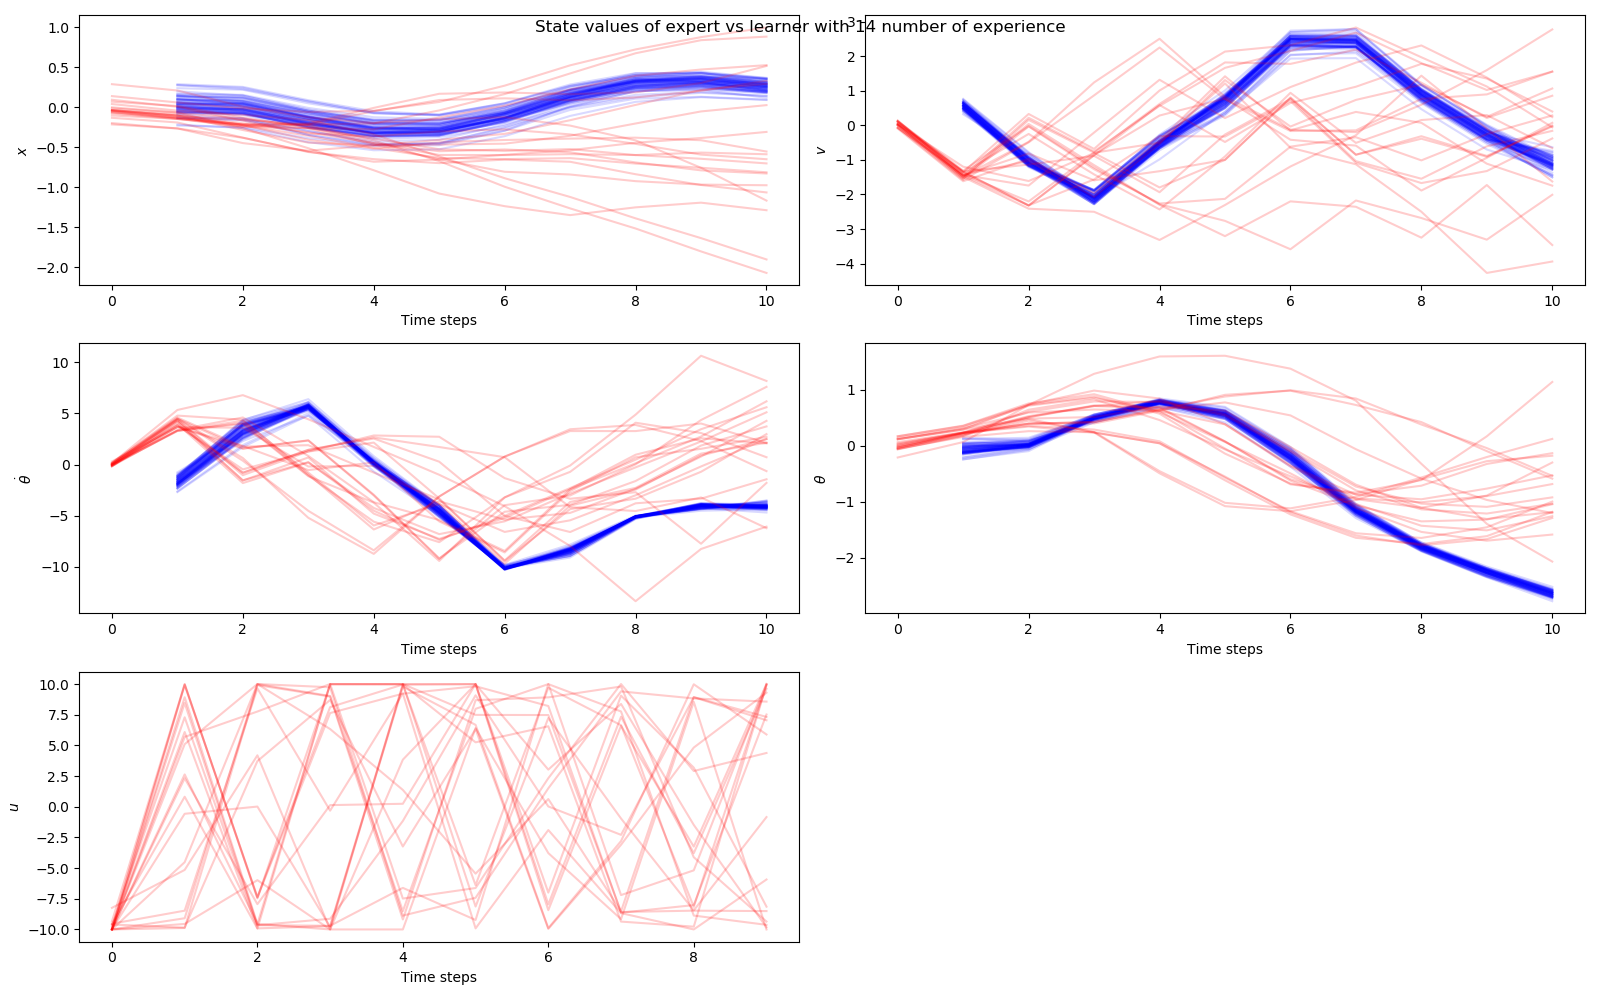 State values of expert vs learner with 14 number of experience
1.0
0.5
0.0
−0.5
−1.0
−1.5
−2.0
x
0 2 4 6 8 10
Time steps
3
2
1
0
−1
−2
−3
−4
v
0 2 4 6 8 10
Time steps
10
5
0
−5
−10
θ̇
0 2 4 6 8 10
Time steps
1
0
−1
−2
θ
0 2 4 6 8 10
Time steps
10.0
7.5
5.0
2.5
0.0
−2.5
−5.0
−7.5
−10.0
u
0 2 4 6 8
Time steps